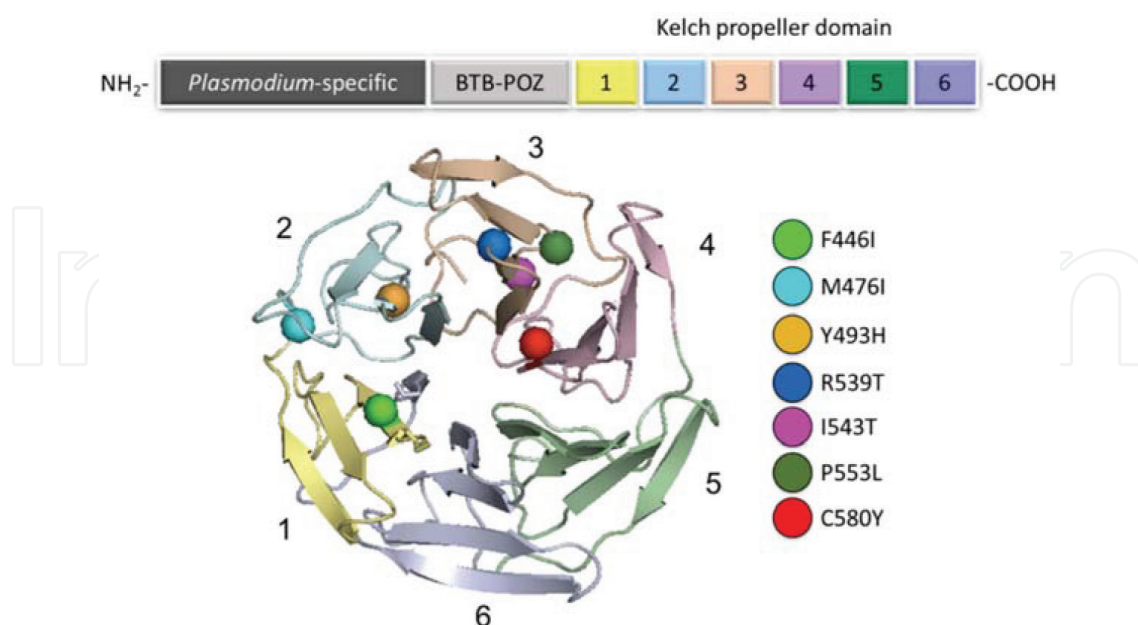 Kelch propeller domain
NH2- Plasmodium-specific BTB-POZ 1 2 3 4 5 6 -COOH
3
2
4
F446I
M476I
Y493H
R539T
I543T
P553L
C580Y
5
1
6